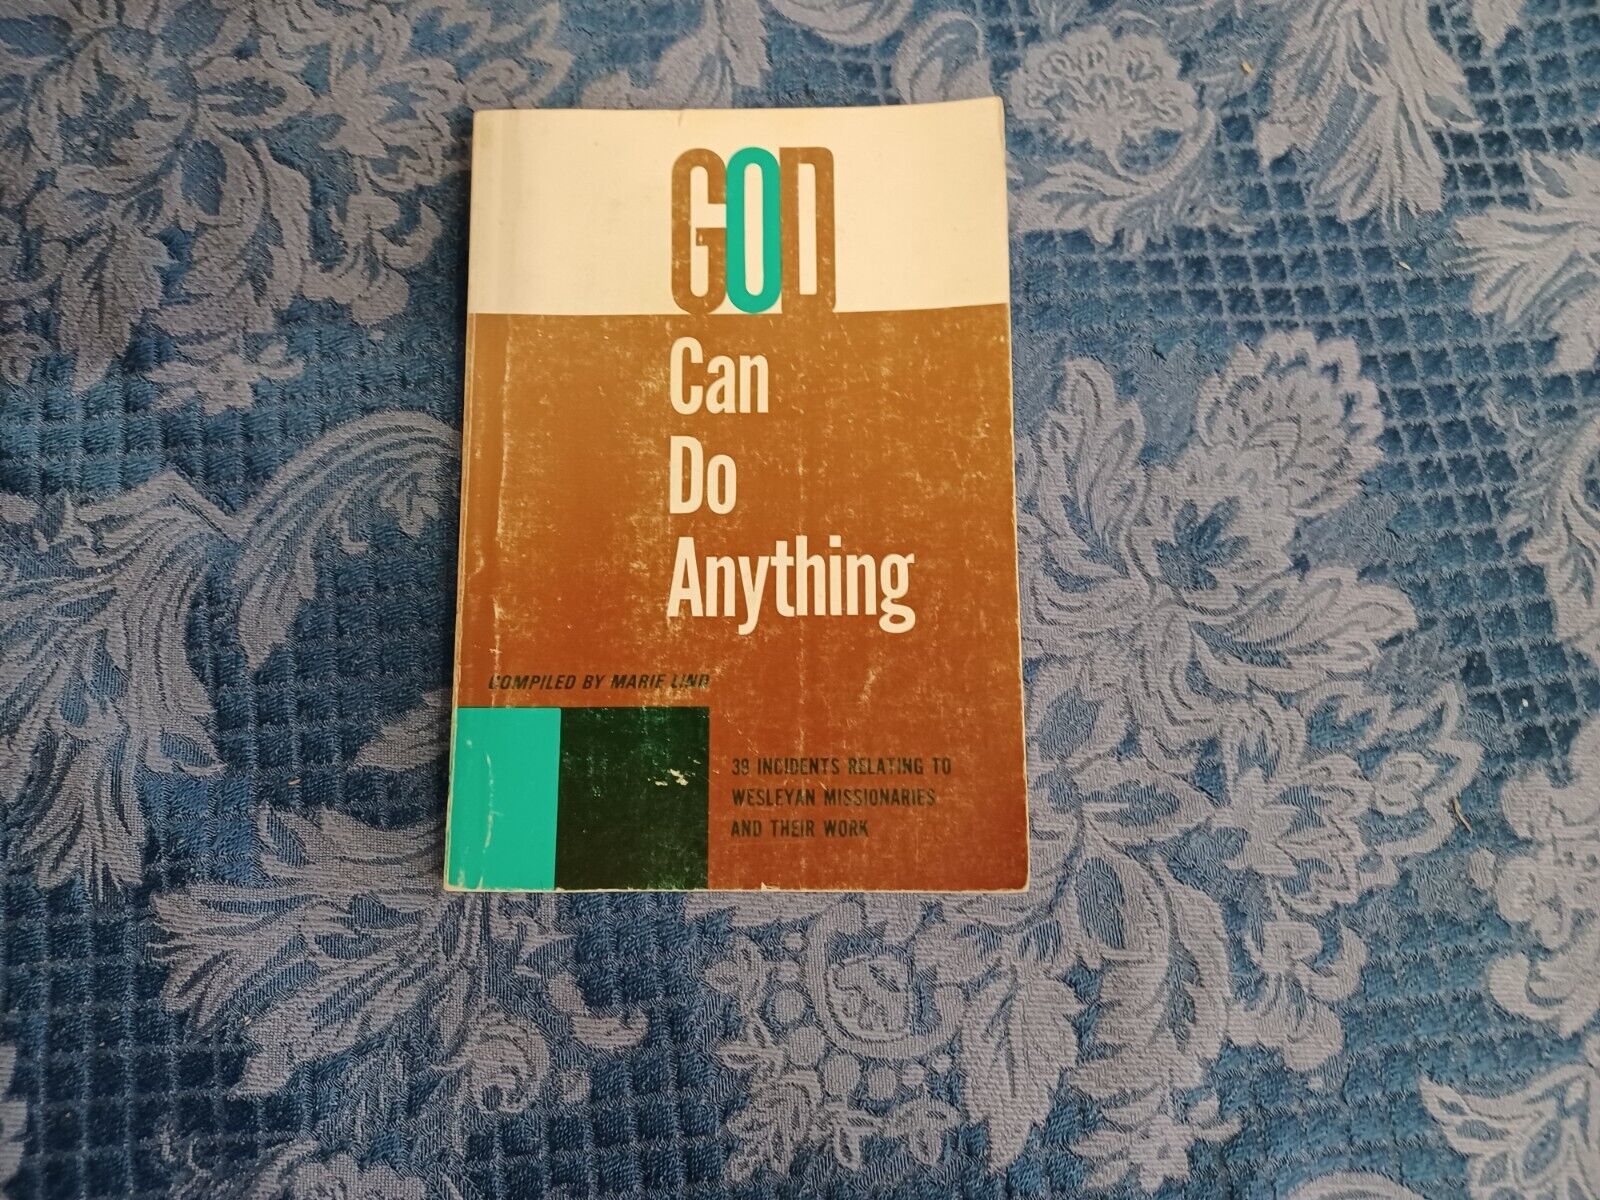 GOD
Can
Do
Anything
COMPILED BY MARIE LIND
39 INCIDENTS RELATING TO
WESLEYAN MISSIONARIES
AND THEIR WORK